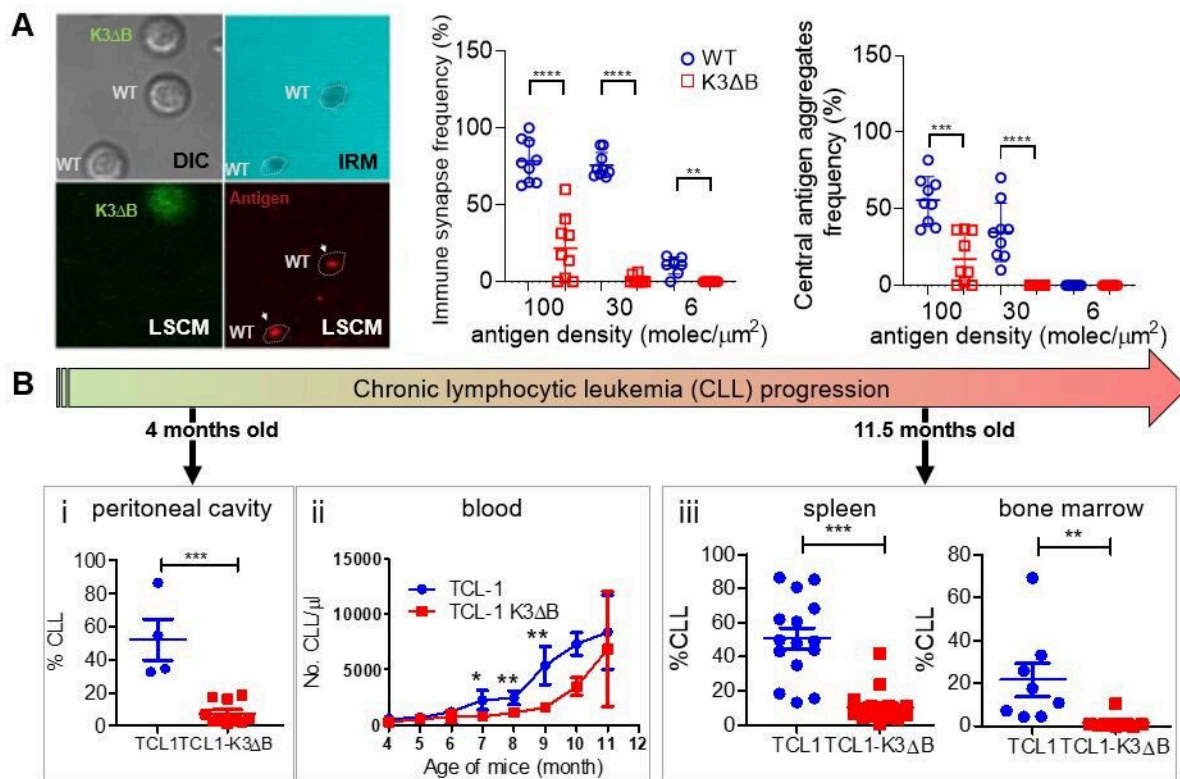 A
K3ΔB
WT
WT
DIC
WT
WT
IRM
K3ΔB
LSCM
Antigen
WT
WT
LSCM
Immune synapse frequency (%)
150
100
50
0
****
****
**
WT
K3ΔB
100
30
6
antigen density (molec/μm²)
Central antigen aggregates
frequency (%)
150
100
50
0
***
****
100
30
6
antigen density (molec/μm²)
B
Chronic lymphocytic leukemia (CLL) progression
4 months old
11.5 months old
i
peritoneal cavity
% CLL
100
80
60
40
20
0
***
TCL1
TCL1-K3ΔB
ii
blood
No. CLL/μl
15000
10000
5000
0
TCL-1
TCL-1 K3ΔB
*
**
**
4 5 6 7 8 9 10 11
Age of mice (month)
iii
spleen
%CLL
100
80
60
40
20
0
***
TCL1
TCL1-K3ΔB
bone marrow
%CLL
80
60
40
20
0
**
TCL1
TCL1-K3ΔB